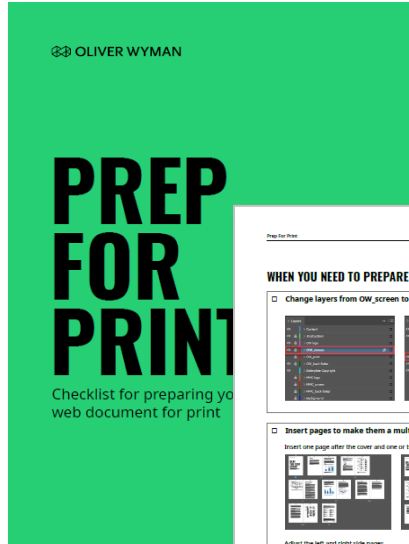 OLIVER WYMAN
PREP
FOR
PRINT
Checklist for preparing yo
web document for print
Prep For Print
WHEN YOU NEED TO PREPARE
Change layers from OW_screen to
Insert pages to make them a mult
Insert one page after the cover and one or t
Adjust the left and right side pages